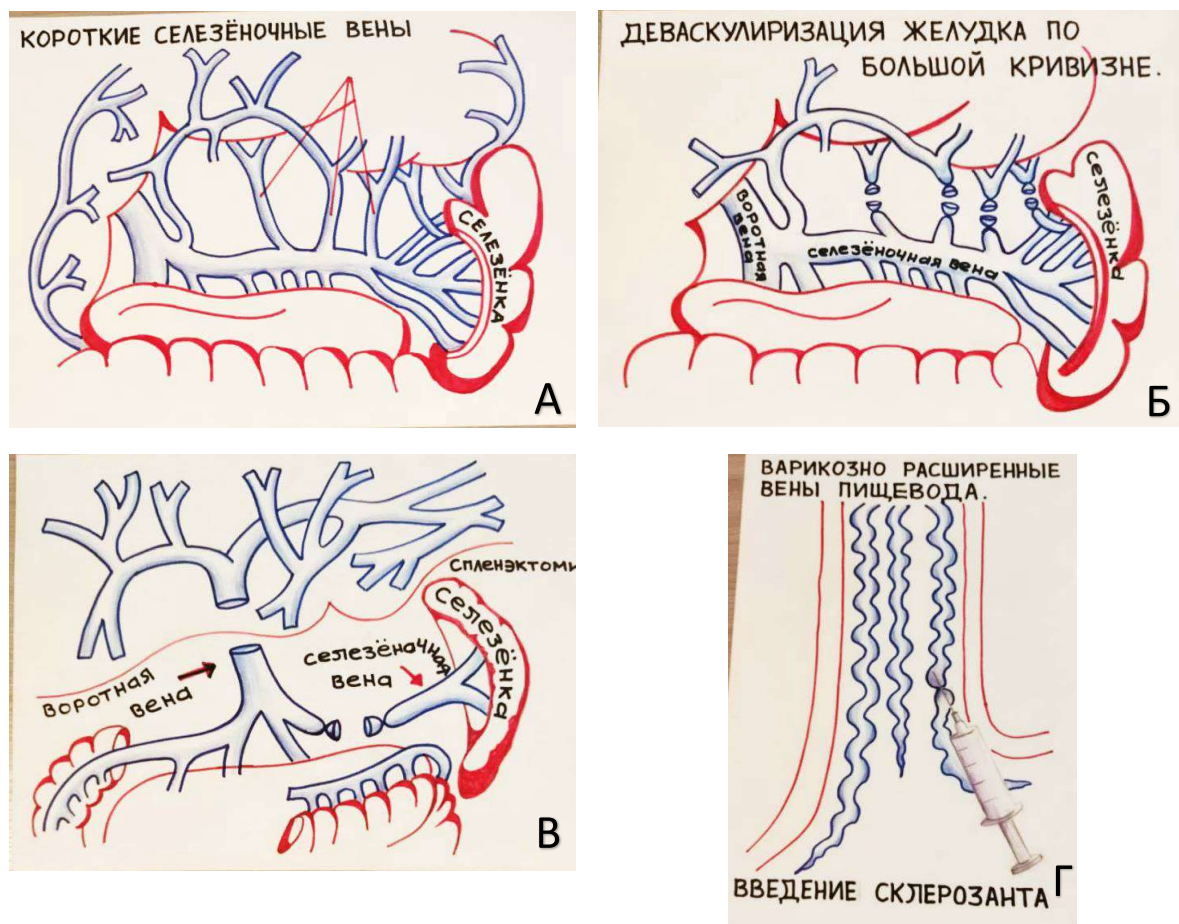 КОРОТКИЕ СЕЛЕЗЁНОЧНЫЕ ВЕНЫ
СЕЛЕЗЁНКА
А
ДЕВАСКУЛИРИЗАЦИЯ ЖЕЛУДКА ПО
БОЛЬШОЙ КРИВИЗНЕ.
ВОРОТНАЯ
ВЕНА
СЕЛЕЗЁНОЧНАЯ ВЕНА
СЕЛЕЗЁНКА
Б
СПЛЕНЭКТОМИ
СЕЛЕЗЁНКА
СЕЛЕЗЁНАЧНАЯ
ВЕНА
ВОРОТНАЯ
ВЕНА
В
ВАРИКОЗНО РАСШИРЕННЫЕ
ВЕНЫ ПИЩЕВОДА.
ВВЕДЕНИЕ СКЛЕРОЗАНТА
Г